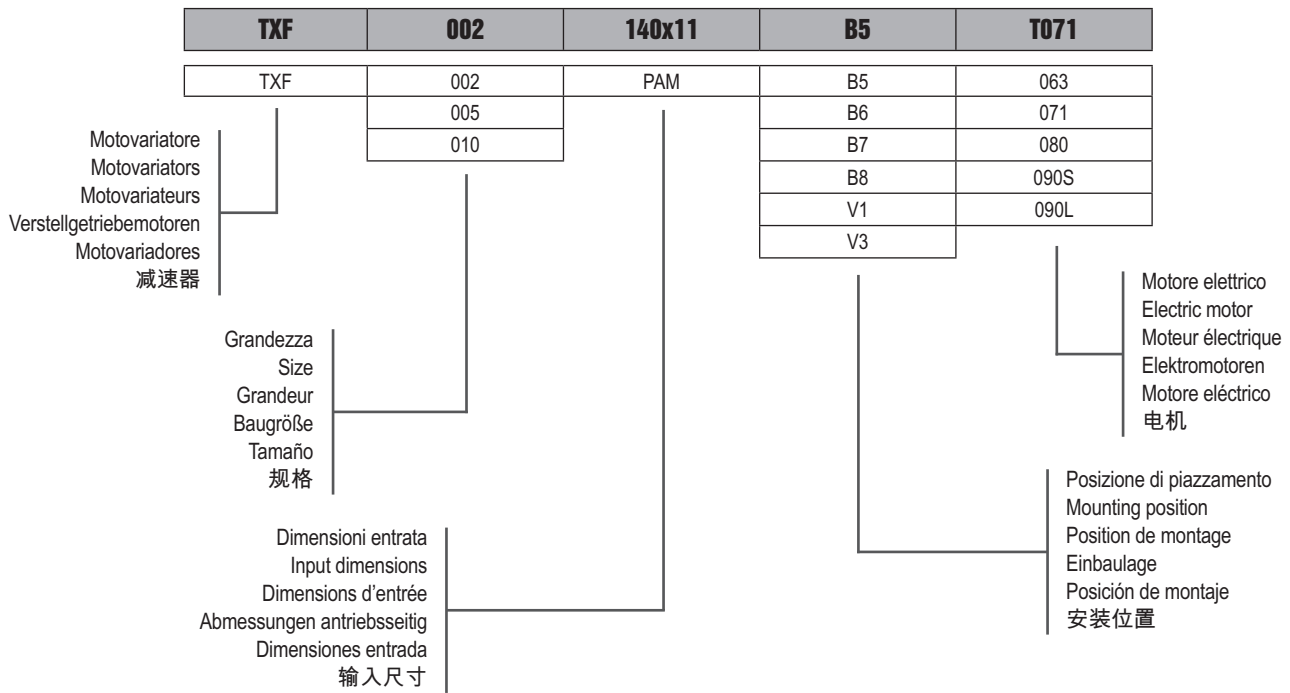 TXF 002 140x11 B5 T071
TXF 002 PAM B5 063
005 B6 071
010 B7 080
B8 090S
V1 090L
V3
Motovariatore
Motovariators
Motovariateurs
Verstellgetriebemotoren
Motovariadores
减速器
Grandezza
Size
Grandeur
Baugröße
Tamaño
规格
Dimensioni entrata
Input dimensions
Dimensions d’entrée
Abmessungen antriebsseitig
Dimensiones entrada
输入尺寸
Motore elettrico
Electric motor
Moteur électrique
Elektromotoren
Motore eléctrico
电机
Posizione di piazzamento
Mounting position
Position de montage
Einbaulage
Posición de montaje
安装位置